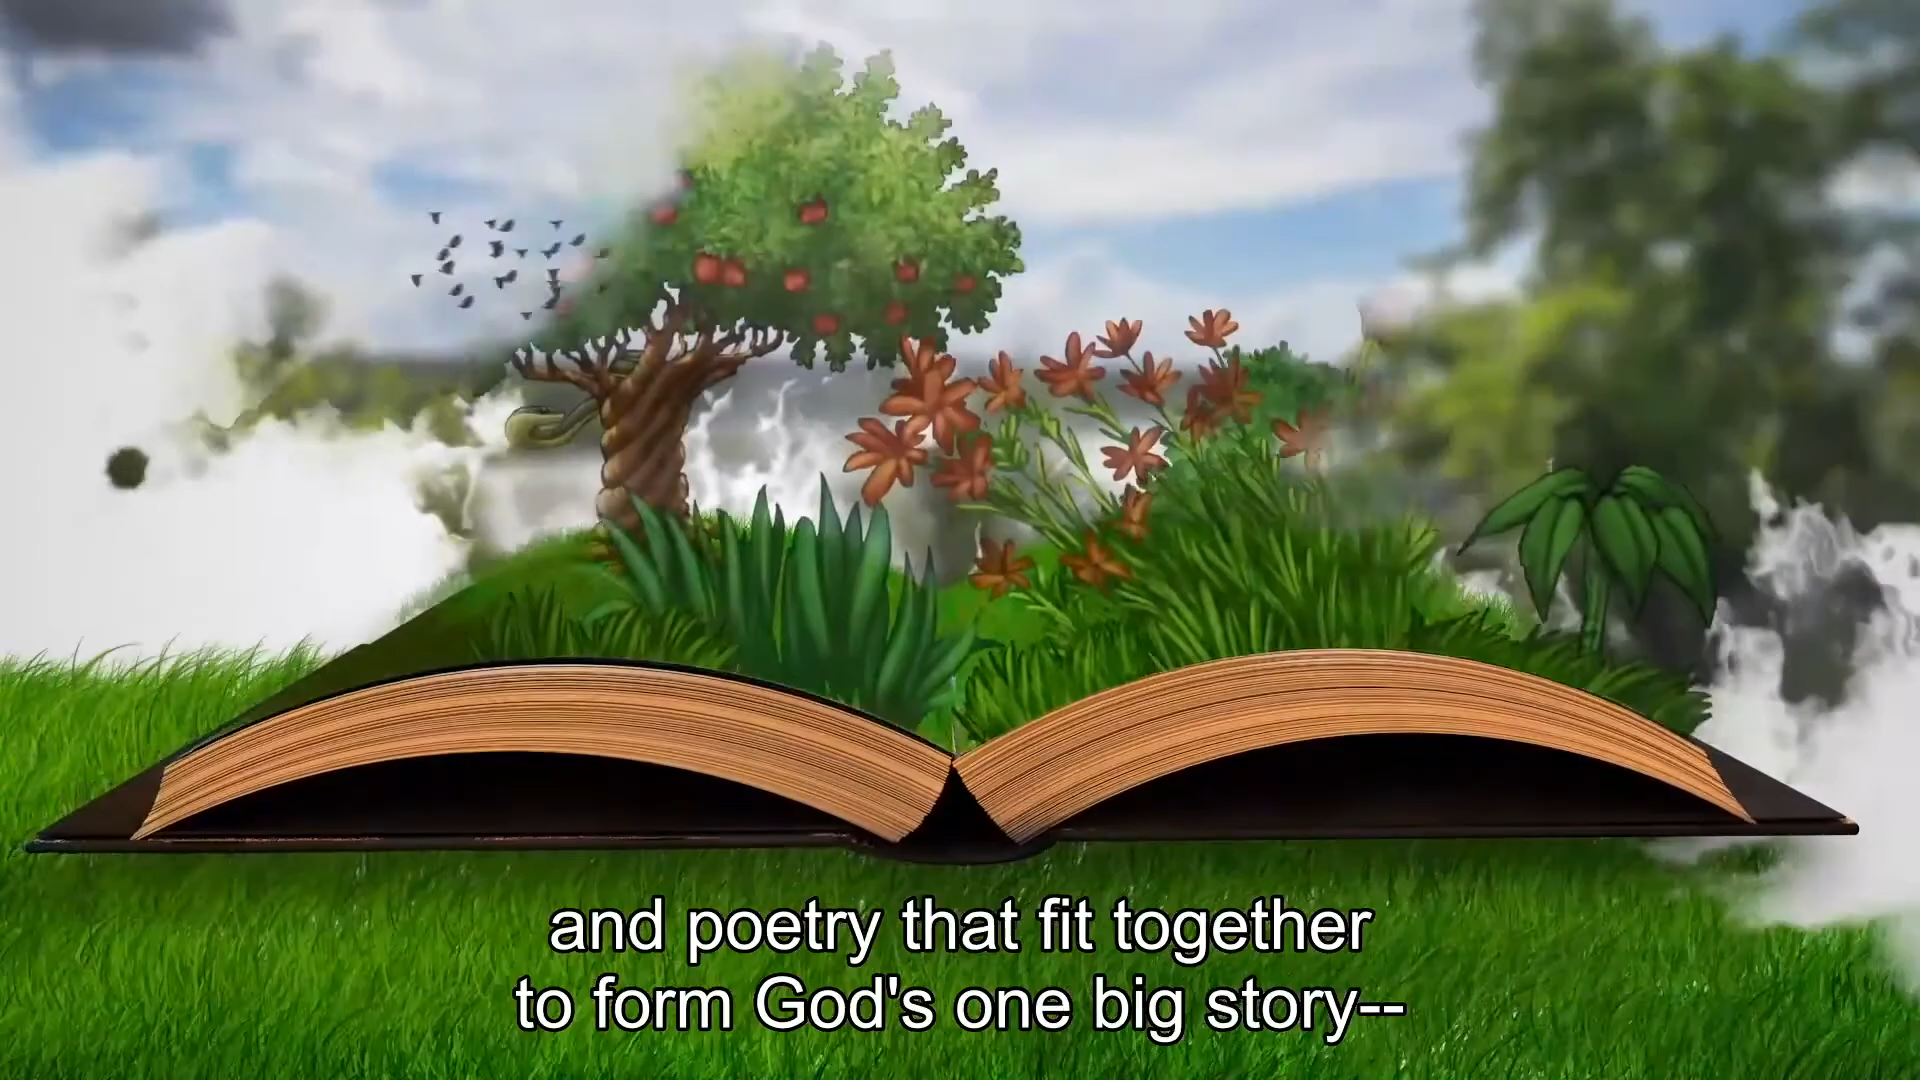 and poetry that fit together
to form God's one big story--